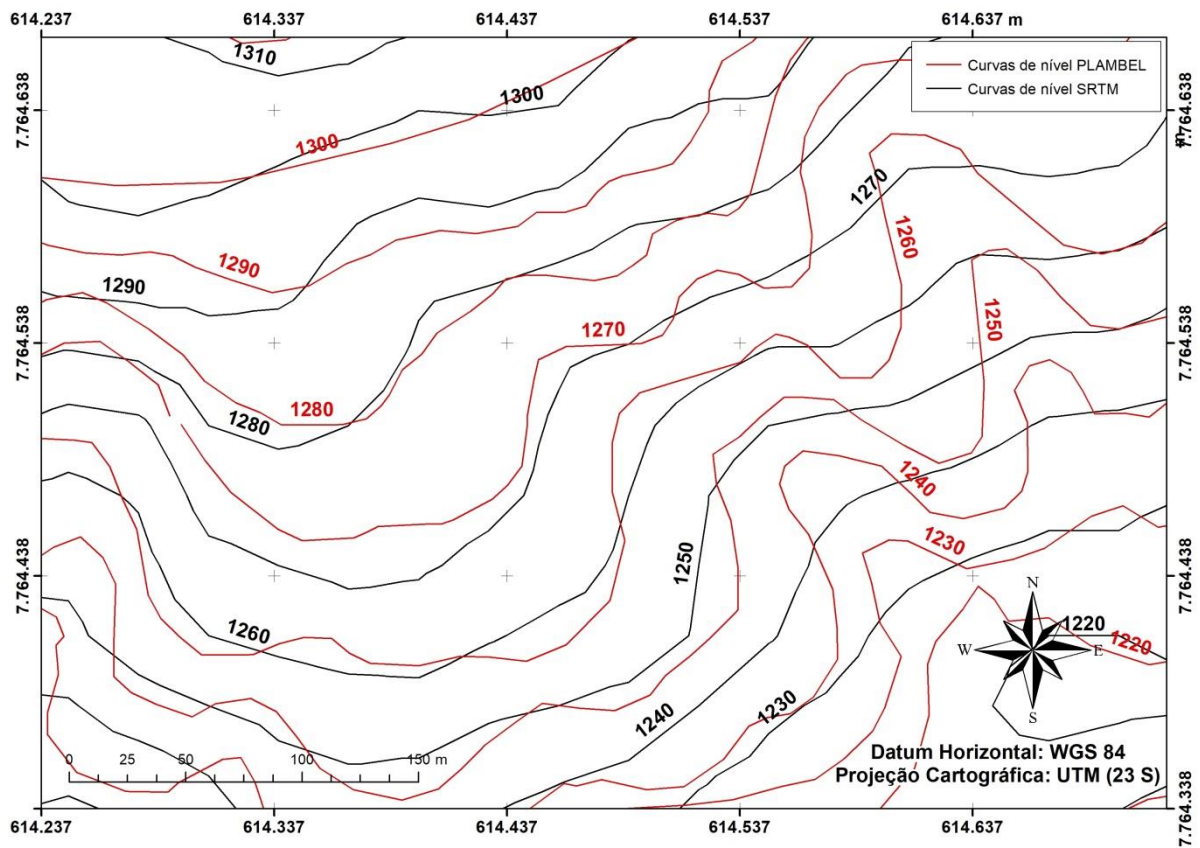 614.237 614.337 614.437 614.537 614.637 m
1310
Curvas de nível PLAMBEL
Curvas de nível SRTM
7.764.638
7.764.638
m
1300
1300
1270
1260
1290
1290
1250
7.764.538
1270
7.764.538
1280
1280
1240
1230
1250
7.764.438
7.764.438
1260
N
1220
1220
W E
S
1240
1230
Datum Horizontal: WGS 84
Projeção Cartográfica: UTM (23 S)
0 25 50 100 150 m
7.764.338
7.764.338
614.237 614.337 614.437 614.537 614.637